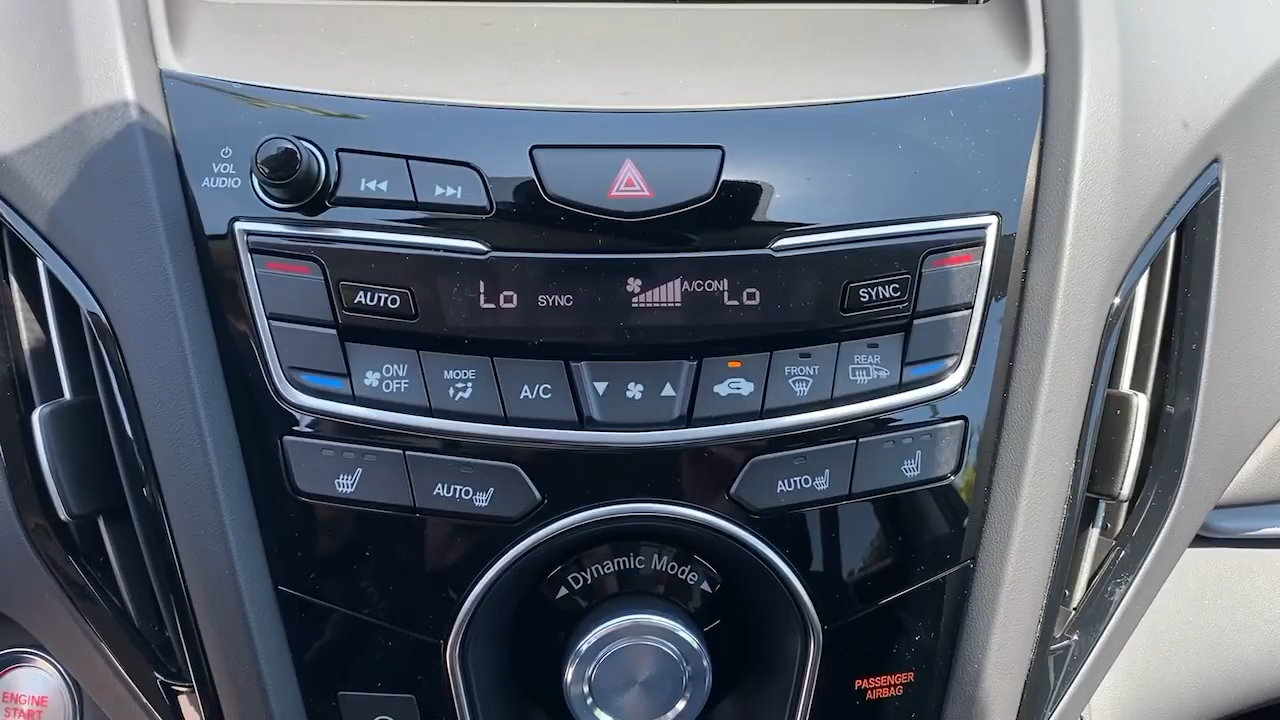 VOL
AUDIO
AUTO
Lo
SYNC
A/C ON
Lo
SYNC
ON/
OFF
MODE
A/C
FRONT
REAR
AUTO
AUTO
Dynamic Mode
PASSENGER
AIRBAG
ENGINE
START